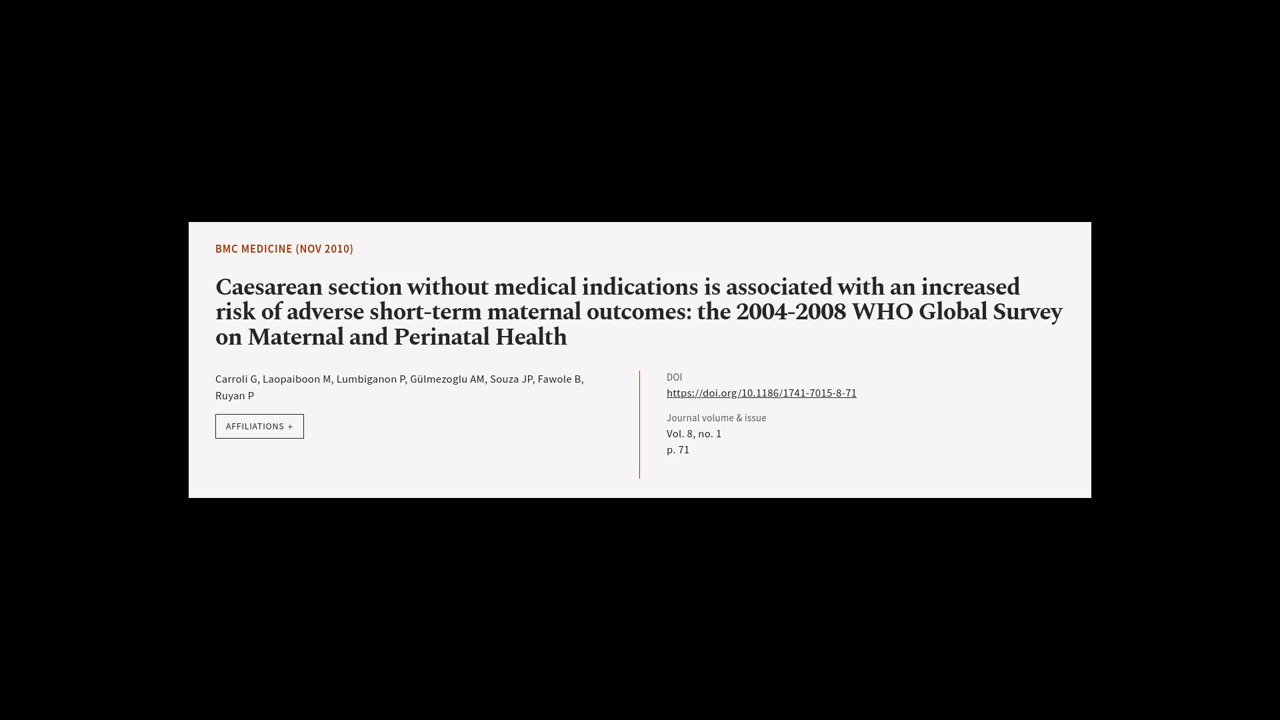 BMC MEDICINE (NOV 2010)
Caesarean section without medical indications is associated with an increased
risk of adverse short-term maternal outcomes: the 2004-2008 WHO Global Survey
on Maternal and Perinatal Health
Carroli G, Laopaiboon M, Lumbiganon P, Gülmezoglu AM, Souza JP, Fawole B,
Ruyan P
AFFILIATIONS +
DOI
https://doi.org/10.1186/1741-7015-8-71
Journal volume & issue
Vol. 8, no. 1
p. 71